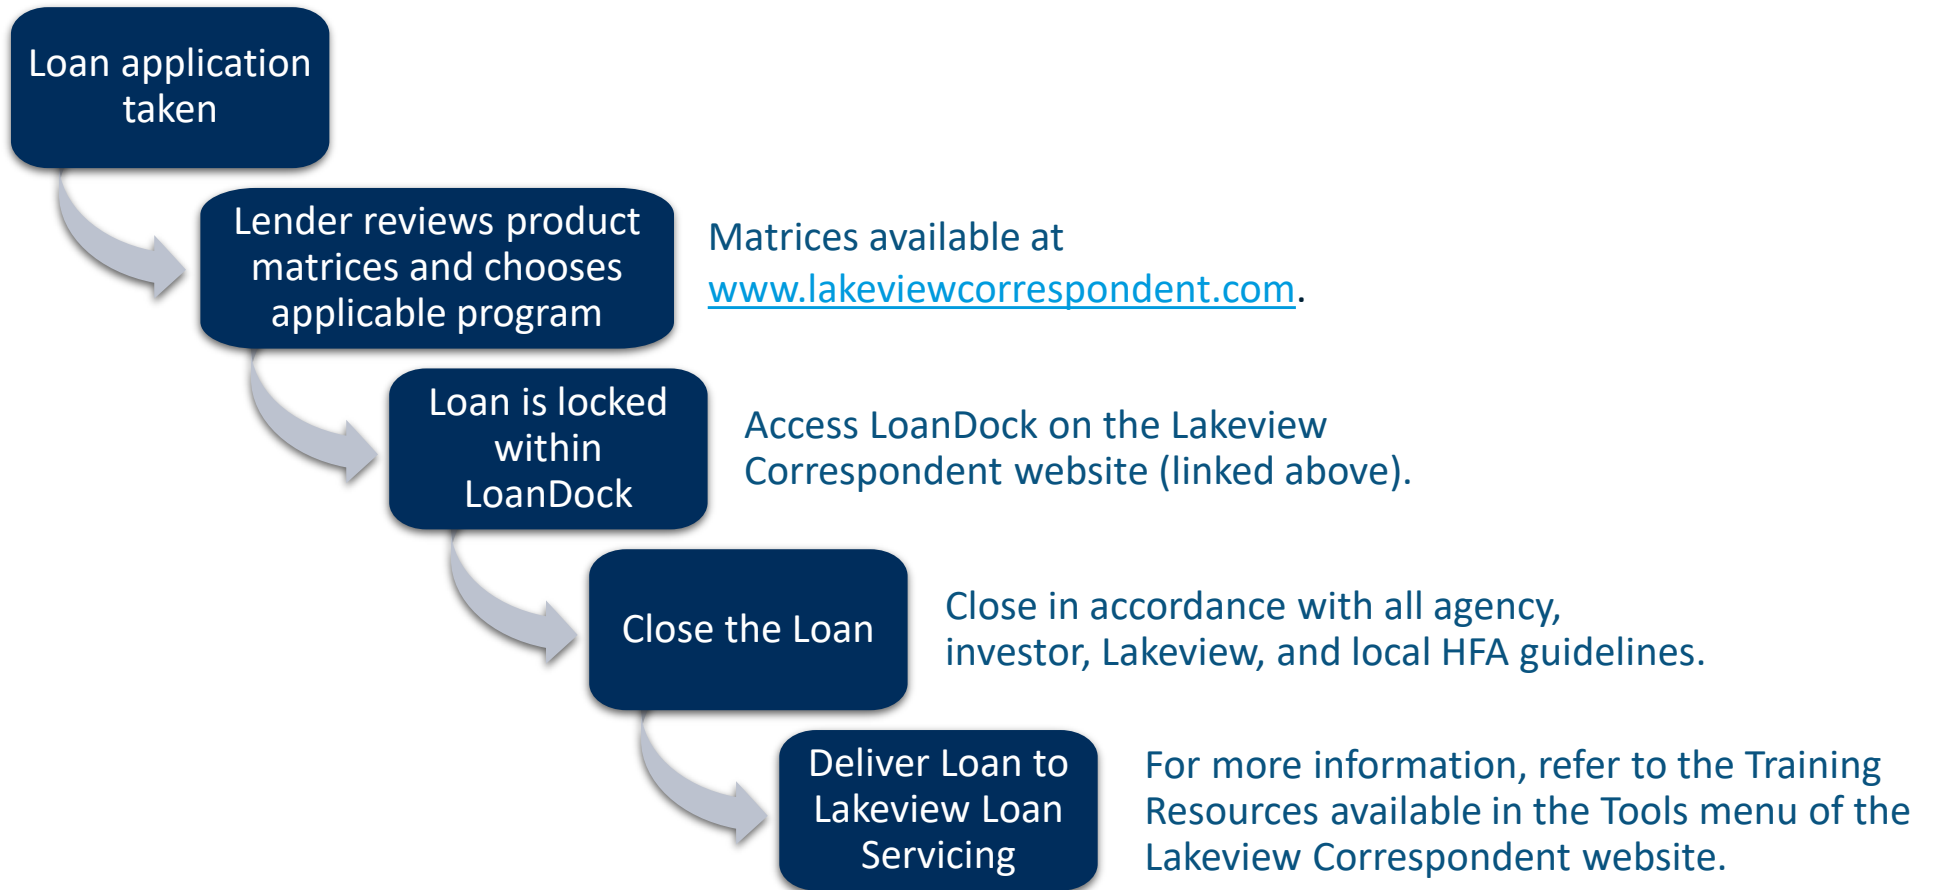 Loan application
taken
Lender reviews product
matrices and chooses
applicable program
Matrices available at
www.lakeviewcorrespondent.com.
Loan is locked
within
LoanDock
Access LoanDock on the Lakeview
Correspondent website (linked above).
Close the Loan
Close in accordance with all agency,
investor, Lakeview, and local HFA guidelines.
Deliver Loan to
Lakeview Loan
Servicing
For more information, refer to the Training
Resources available in the Tools menu of the
Lakeview Correspondent website.